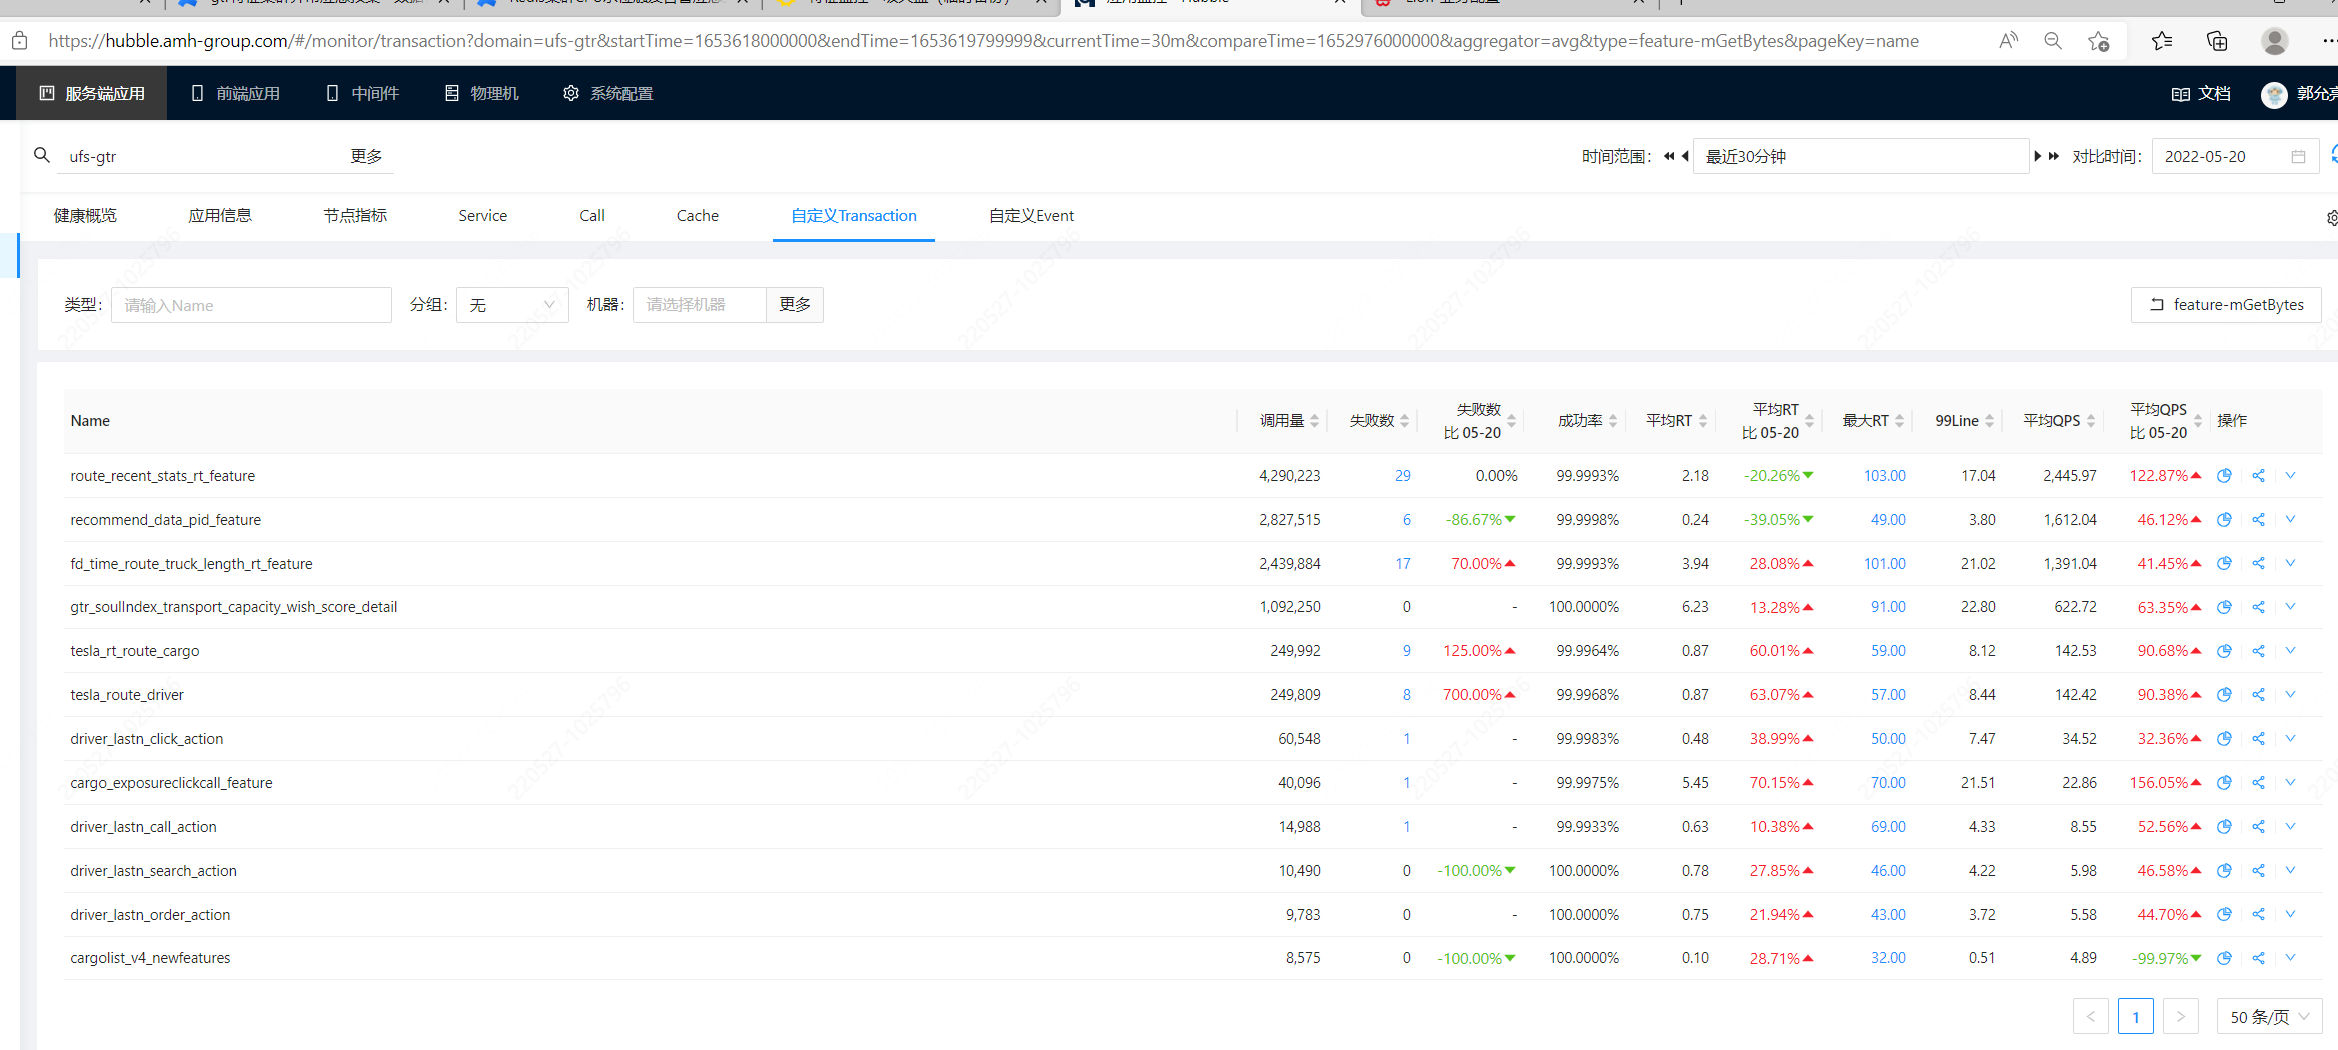 https://hubble.amh-group.com/#/monitor/transaction?domain=ufs-gtr&startTime=1653618000000&endTime=1653619799999&currentTime=30m&compareTime=1652976000000&aggregator=avg&type=feature-mGetBytes&pageKey=name
服务端应用 前端应用 中间件 物理机 系统配置 文档 郭允亮
ufs-gtr 更多 时间范围: 最近30分钟 对比时间: 2022-05-20
健康概览 应用信息 节点指标 Service Call Cache 自定义Transaction 自定义Event
类型: 请输入Name 分组: 无 机器: 请选择机器 更多 feature-mGetBytes
Name 调用量 失败数 失败数 比 05-20 成功率 平均RT 平均RT 比 05-20 最大RT 99Line 平均QPS 平均QPS 比 05-20 操作
route_recent_stats_rt_feature 4,290,223 29 0.00% 99.9993% 2.18 -20.26% 103.00 17.04 2,445.97 122.87%
recommend_data_pid_feature 2,827,515 6 -86.67% 99.9998% 0.24 -39.05% 49.00 3.80 1,612.04 46.12%
fd_time_route_truck_length_rt_feature 2,439,884 17 70.00% 99.9993% 3.94 28.08% 101.00 21.02 1,391.04 41.45%
gtr_soulIndex_transport_capacity_wish_score_detail 1,092,250 0 - 100.0000% 6.23 13.28% 91.00 22.80 622.72 63.35%
tesla_rt_route_cargo 249,992 9 125.00% 99.9964% 0.87 60.01% 59.00 8.12 142.53 90.68%
tesla_route_driver 249,809 8 700.00% 99.9968% 0.87 63.07% 57.00 8.44 142.42 90.38%
driver_lastn_click_action 60,548 1 - 99.9983% 0.48 38.99% 50.00 7.47 34.52 32.36%
cargo_exposureclickcall_feature 40,096 1 - 99.9975% 5.45 70.15% 70.00 21.51 22.86 156.05%
driver_lastn_call_action 14,988 1 - 99.9933% 0.63 10.38% 69.00 4.33 8.55 52.56%
driver_lastn_search_action 10,490 0 -100.00% 100.0000% 0.78 27.85% 46.00 4.22 5.98 46.58%
driver_lastn_order_action 9,783 0 - 100.0000% 0.75 21.94% 43.00 3.72 5.58 44.70%
cargolist_v4_newfeatures 8,575 0 -100.00% 100.0000% 0.10 28.71% 32.00 0.51 4.89 -99.97%
< 1 > 50 条/页
220527-1025796